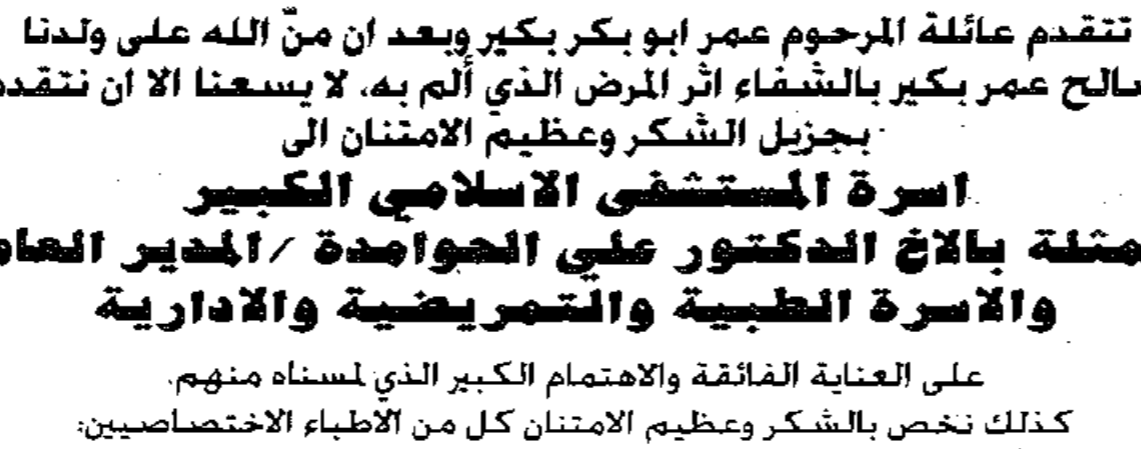 تتقدم عائلة المرحوم عمر ابو بكر بكير وبعد ان منّ الله على ولدنا
صالح عمر بكير بالشفاء اثر المرض الذي ألم به، لا يسعنا الا ان نتقدم
بجزيل الشكر وعظيم الامتنان الى
اسرة المستشفى الاسلامي الكبير
ممثلة بالاخ الدكتور علي الحوامدة /المدير العام
والاسرة الطبية والتمريضية والادارية
على العناية الفائقة والاهتمام الكبير الذي لمسناه منهم.
كذلك نخص بالشكر وعظيم الامتنان كل من الاطباء الاختصاصيين: